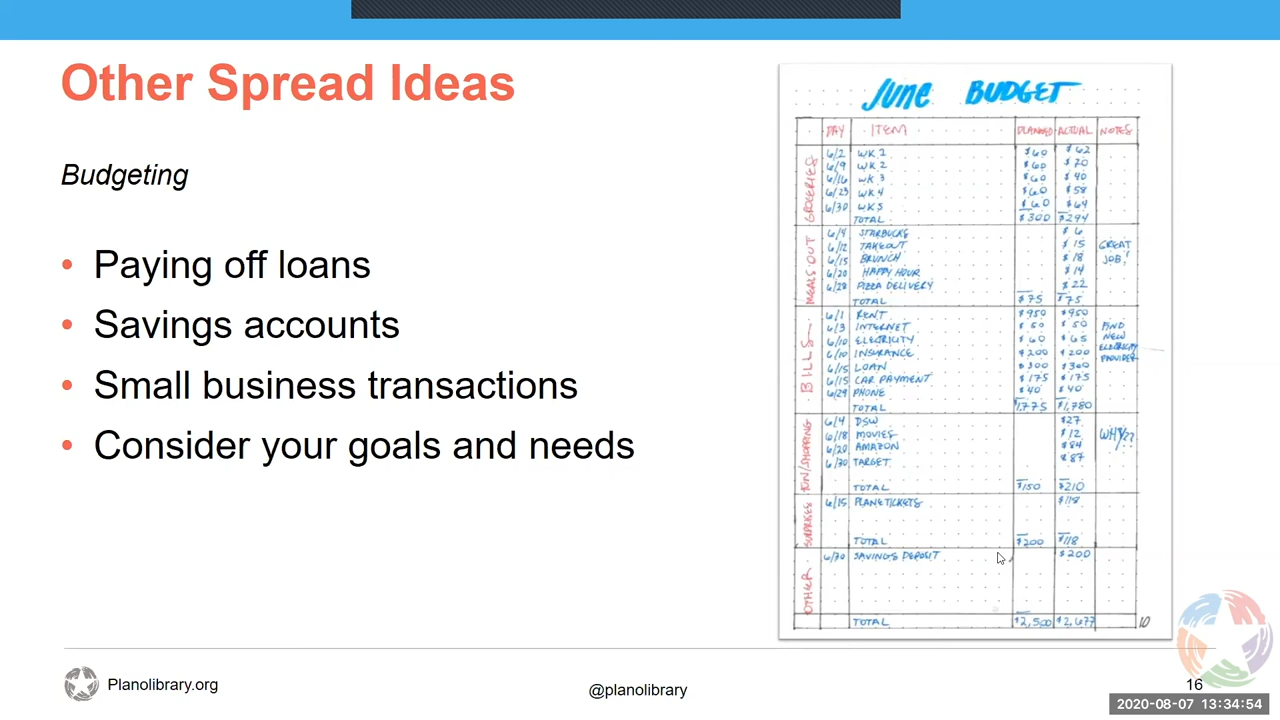 Other Spread Ideas
Budgeting
• Paying off loans
• Savings accounts
• Small business transactions
• Consider your goals and needs
JUNE BUDGET
DAY ITEM PLANNED ACTUAL NOTES
GROCERIES
6/2 WK 1 $60 $62
6/9 WK 2 $60 $70
6/16 WK 3 $60 $40
6/23 WK 4 $60 $58
6/30 WK 5 $60 $64
TOTAL $300 $294
MEALS OUT
6/4 STARBUCKS $6
6/12 TAKEOUT $15 GREAT
6/15 BRUNCH $18 JOB!
6/20 HAPPY HOUR $14
6/28 PIZZA DELIVERY $22
TOTAL $75 $75
BILLS
6/1 RENT $950 $950
6/3 INTERNET $50 $50 FIND
6/10 ELECRICITY $60 $65 NEW
6/10 INSURANCE $200 $200 ELECTRICITY
6/15 LOAN $300 $300 PROVIDER
6/15 CAR PAYMENT $175 $175
6/29 PHONE $40 $40
TOTAL $1,775 $1,780
FUN/SHOPPING
6/4 DSW $27
6/18 MOVIES $12 WHY??
6/20 AMAZON $84
6/30 TARGET $87
TOTAL $150 $210
SURPRISES
6/15 PLANE TICKETS $118
TOTAL $200 $118
OTHER
6/30 SAVINGS DEPOSIT $200
TOTAL $2,500 $2,677
10
Planolibrary.org
@planolibrary
16
2020-08-07 13:34:54